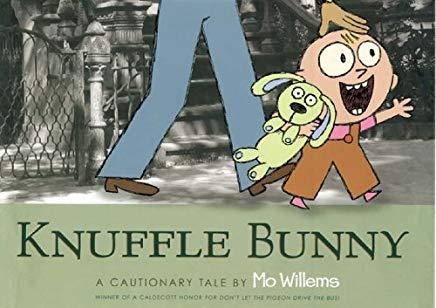 KNUFFLE BUNNY
A CAUTIONARY TALE BY Mo Willems
WINNER OF A CALDECOTT HONOR FOR DON'T LET THE PIGEON DRIVE THE BUS!